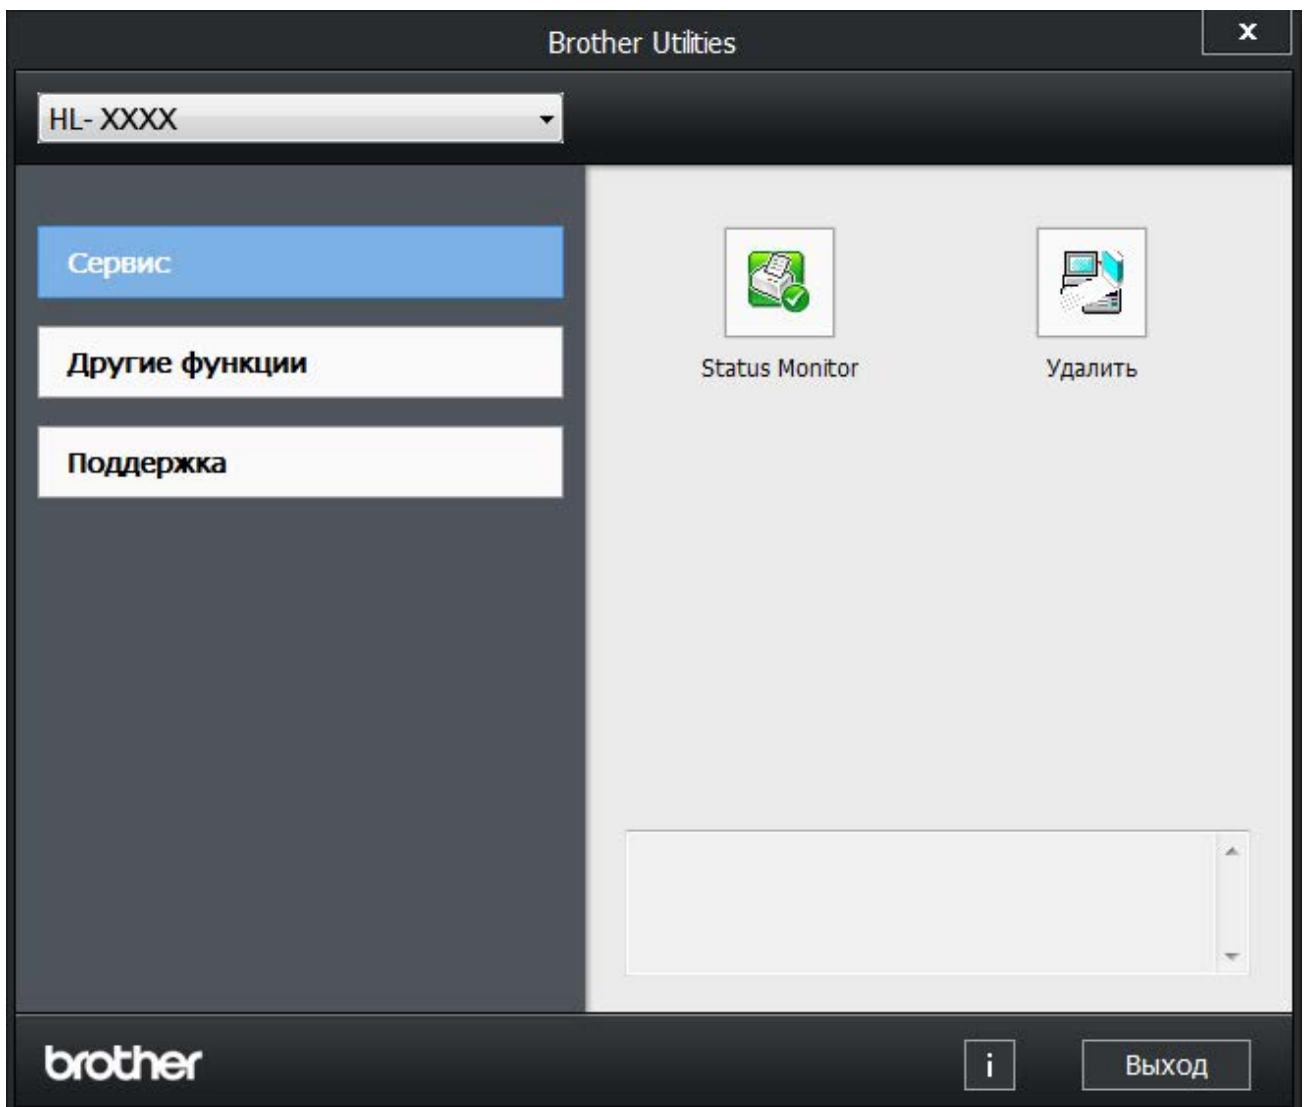 Brother Utilities
x
HL- XXXX
Сервис
Другие функции
Поддержка
Status Monitor
Удалить
brother
i
Выход